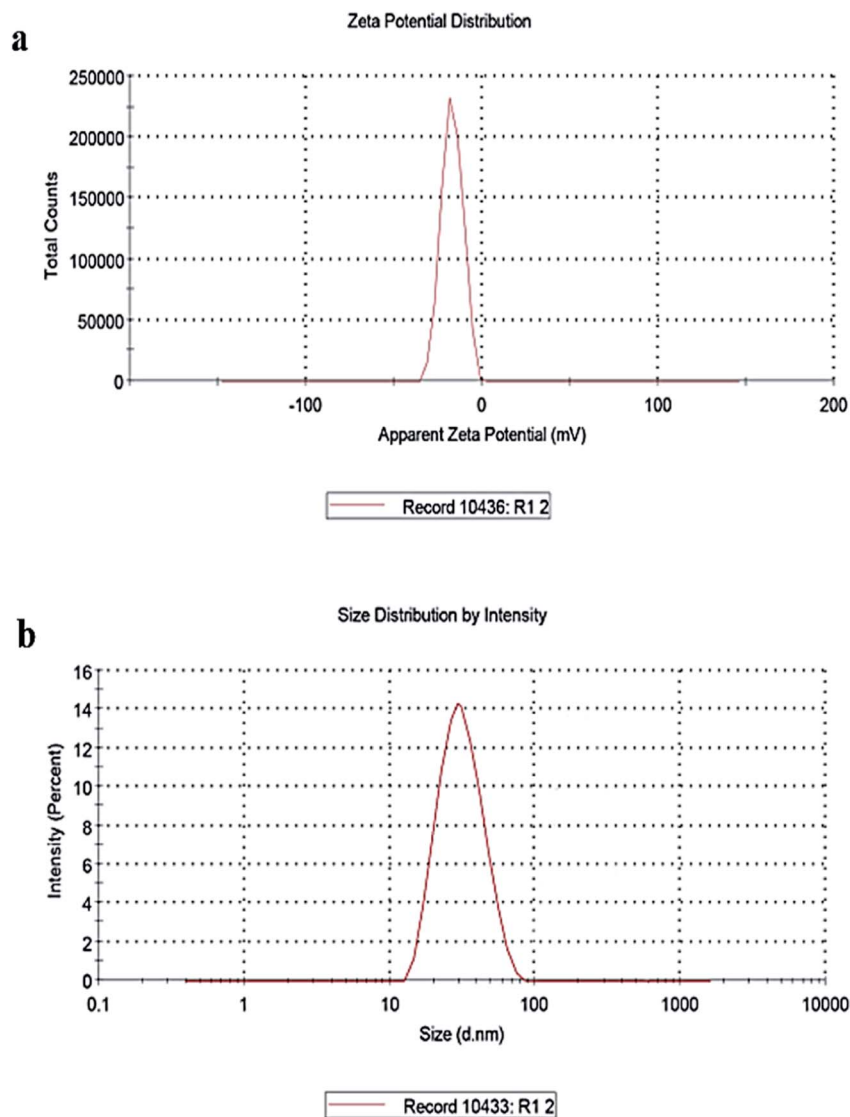 a
Zeta Potential Distribution
250000
200000
150000
100000
50000
0
Total Counts
-100 0 100 200
Apparent Zeta Potential (mV)
Record 10436: R1 2
b
Size Distribution by Intensity
16
14
12
10
8
6
4
2
0
Intensity (Percent)
0.1 1 10 100 1000 10000
Size (d.nm)
Record 10433: R1 2